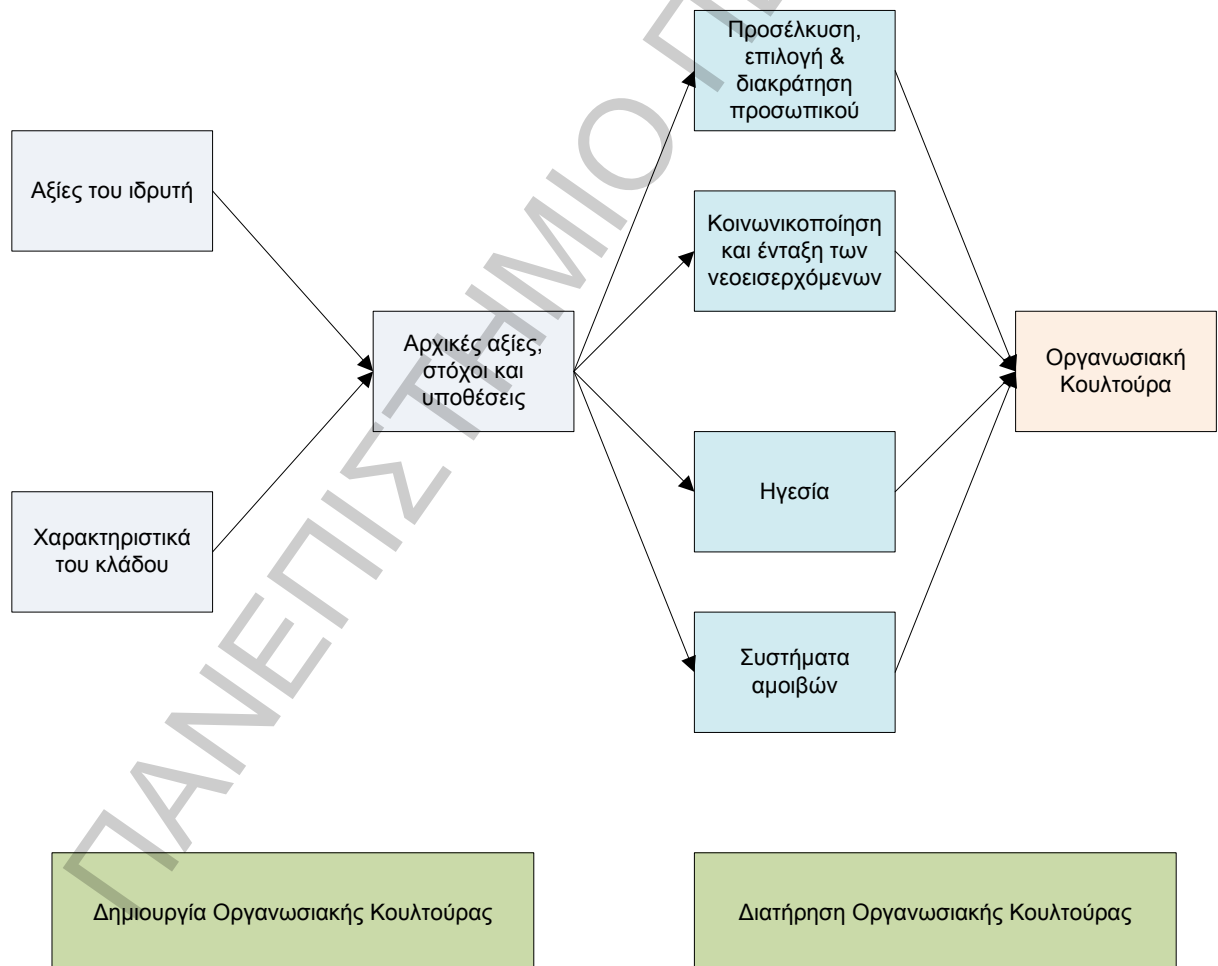 Προσέλκυση,
επιλογή &
διακράτηση
προσωπικού
Αξίες του ιδρυτή
Κοινωνικοποίηση
και ένταξη των
νεοεισερχόμενων
Αρχικές αξίες,
στόχοι και
υποθέσεις
Οργανωσιακή
Κουλτούρα
Χαρακτηριστικά
του κλάδου
Ηγεσία
Συστήματα
αμοιβών
Δημιουργία Οργανωσιακής Κουλτούρας
Διατήρηση Οργανωσιακής Κουλτούρας
ΠΑΝΕΠΙΣΤΗΜΙΟ